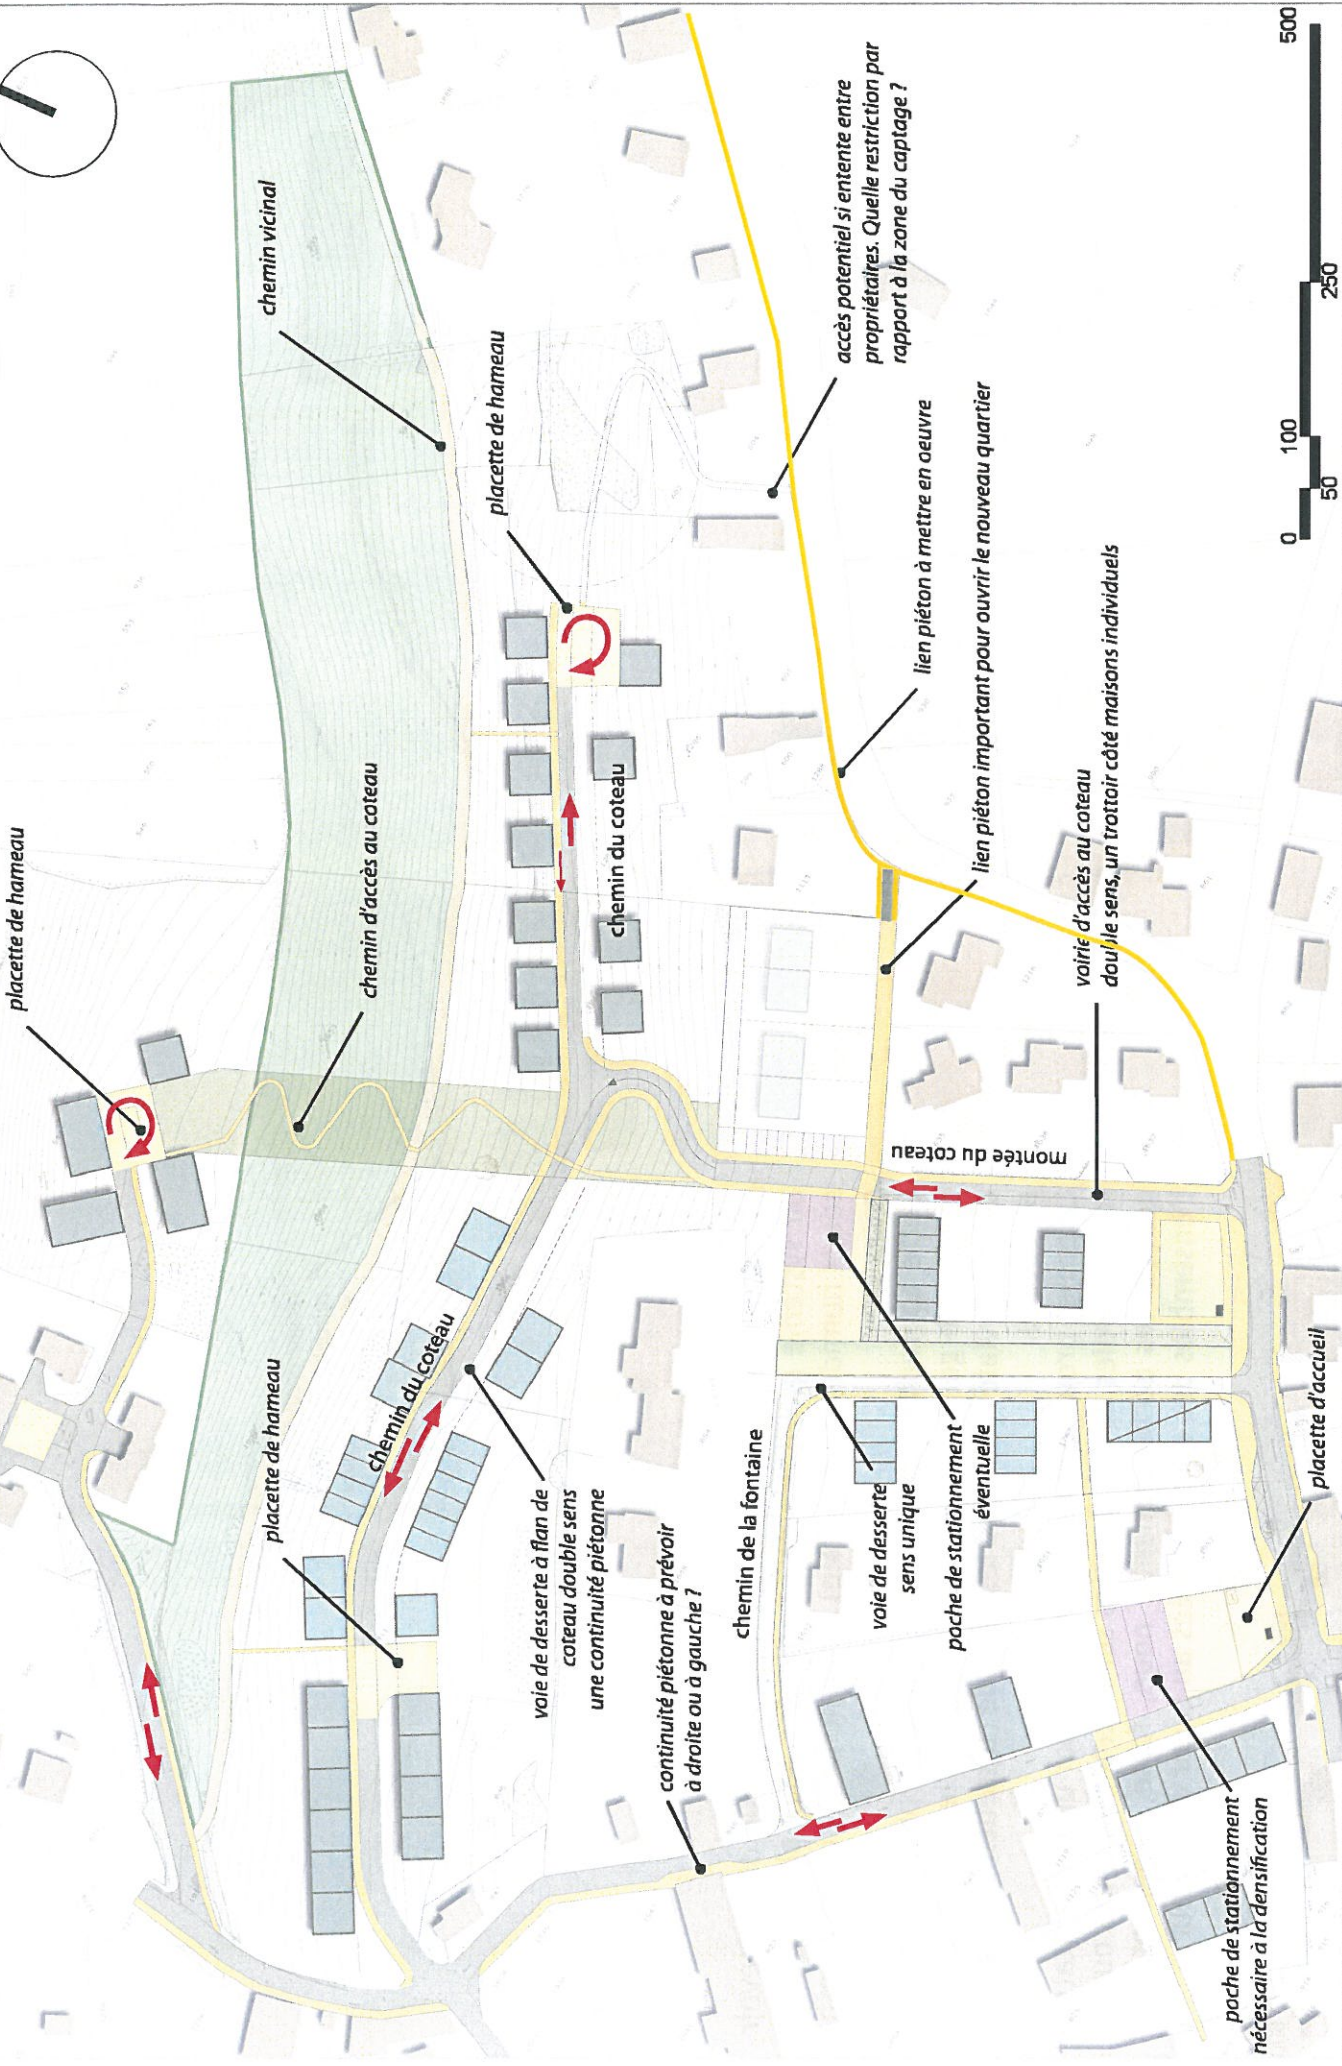 placette de hameau
chemin d'accès au coteau
chemin vicinal
placette de hameau
accès potentiel si entente entre
propriétaires. Quelle restriction par
rapport à la zone du captage ?
lien piéton à mettre en oeuvre
lien piéton important pour ouvrir le nouveau quartier
voirie d'accès au coteau
double sens, un trottoir côté maisons individuels
chemin du coteau
montée du coteau
placette de hameau
chemin du coteau
voie de desserte à flan de
coteau double sens
une continuité piétonne
continuité piétonne à prévoir
à droite ou à gauche ?
chemin de la fontaine
voie de desserte
sens unique
poche de stationnement
éventuelle
placette d'accueil
poche de stationnement
nécessaire à la densification
0
50
100
250
500